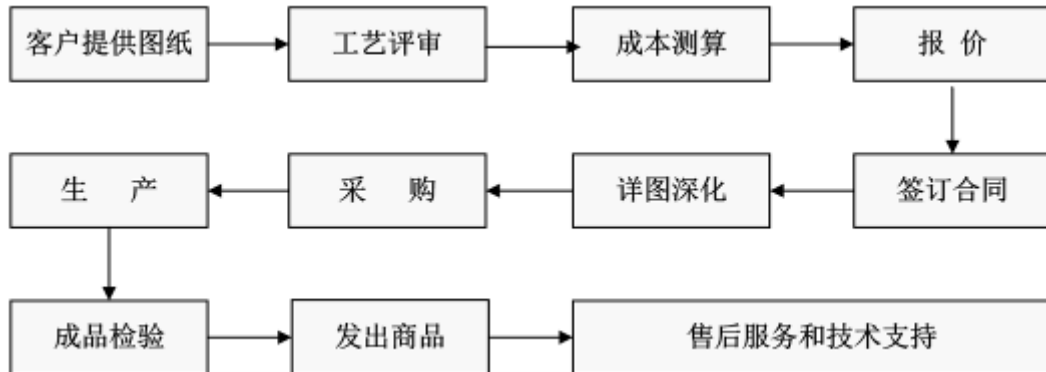 客户提供图纸
工艺评审
成本测算
报 价
签订合同
详图深化
采 购
生 产
成品检验
发出商品
售后服务和技术支持